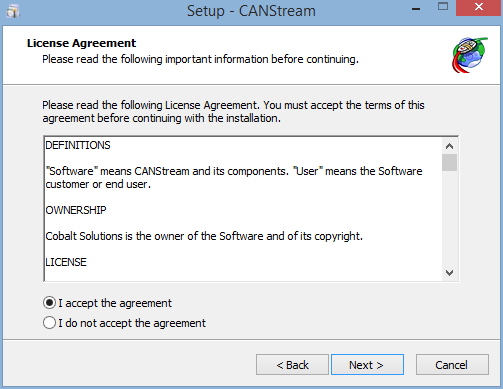 Setup - CANStream
License Agreement
Please read the following important information before continuing.
Please read the following License Agreement. You must accept the terms of this
agreement before continuing with the installation.
DEFINITIONS
"Software" means CANStream and its components. "User" means the Software
customer or end user.
OWNERSHIP
Cobalt Solutions is the owner of the Software and of its copyright.
LICENSE
I accept the agreement
I do not accept the agreement
< Back
Next >
Cancel